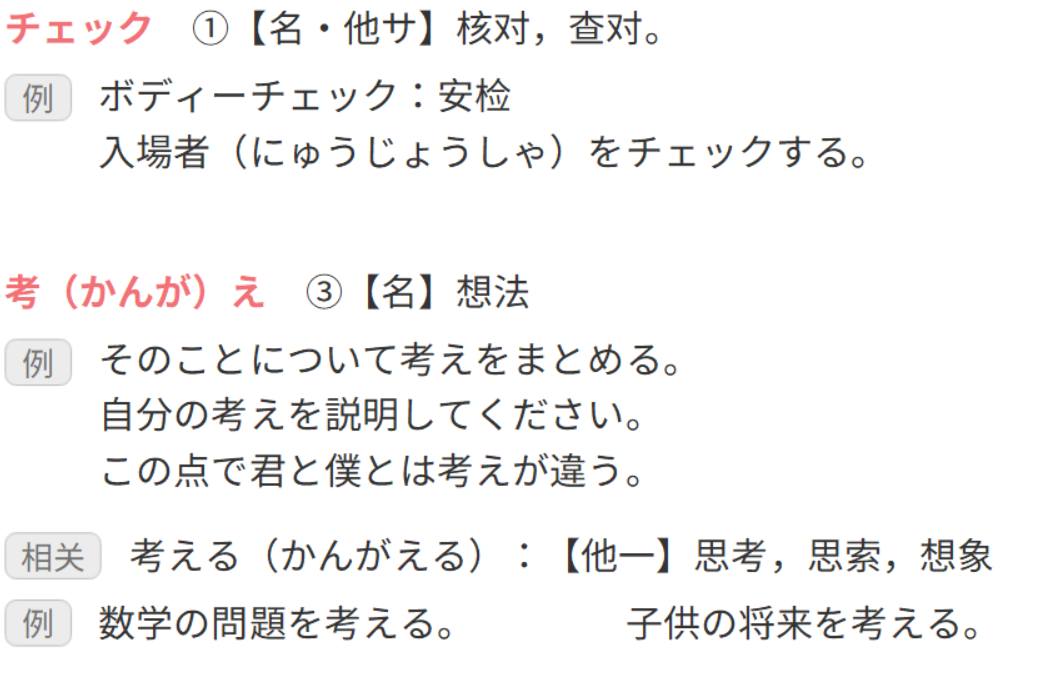 チェック ①【名・他サ】核对，查对。
例 ボディーチェック：安检
入場者（にゅうじょうしゃ）をチェックする。
考（かんが）え ③【名】想法
例 そのことについて考えをまとめる。
自分の考えを説明してください。
この点で君と僕とは考えが違う。
相关 考える（かんがえる）：【他一】思考，思索，想象
例 数学の問題を考える。 子供の将来を考える。